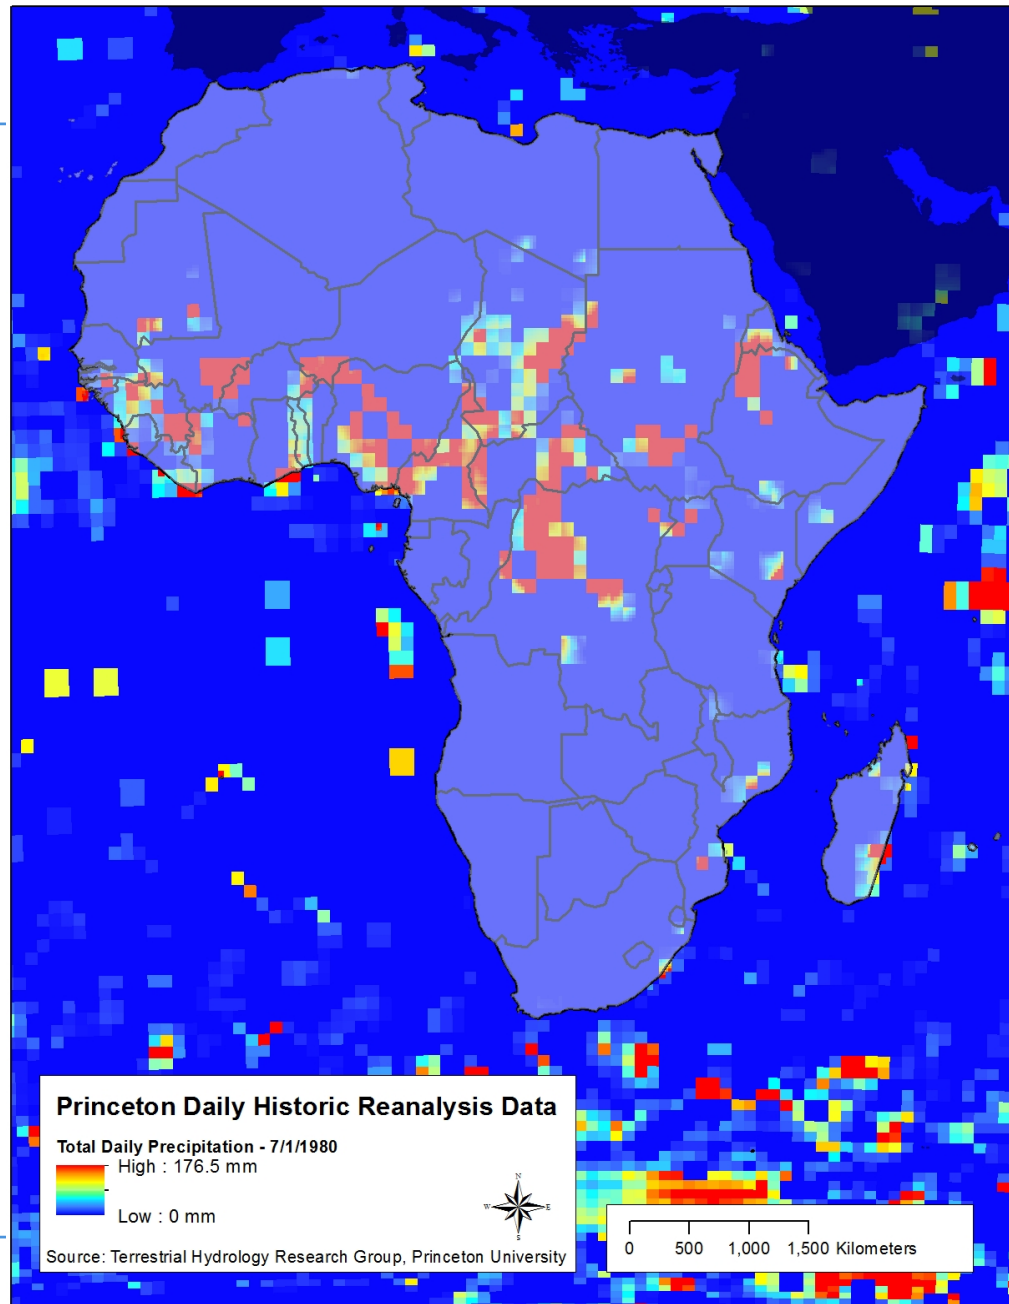 Princeton Daily Historic Reanalysis Data
Total Daily Precipitation - 7/1/1980
High : 176.5 mm
Low : 0 mm
Source: Terrestrial Hydrology Research Group, Princeton University
N
W E
S
0 500 1,000 1,500 Kilometers